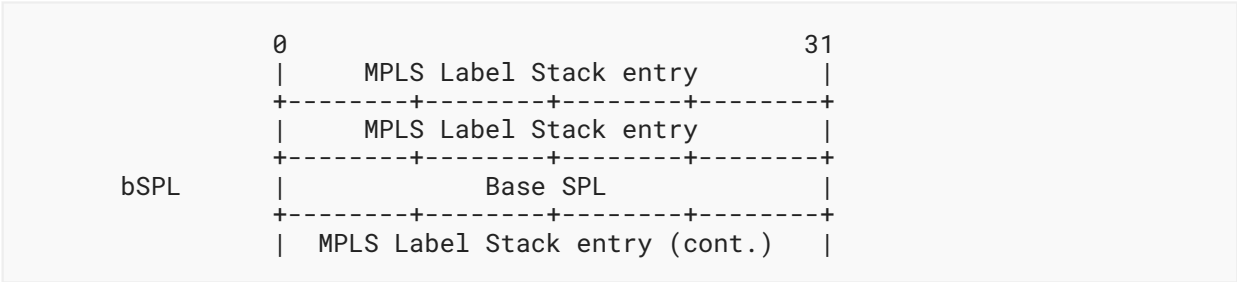 0                                  31
|     MPLS Label Stack entry       |
+--------+--------+--------+--------+
|     MPLS Label Stack entry       |
+--------+--------+--------+--------+
bSPL      |             Base SPL             |
+--------+--------+--------+--------+
|  MPLS Label Stack entry (cont.)   |